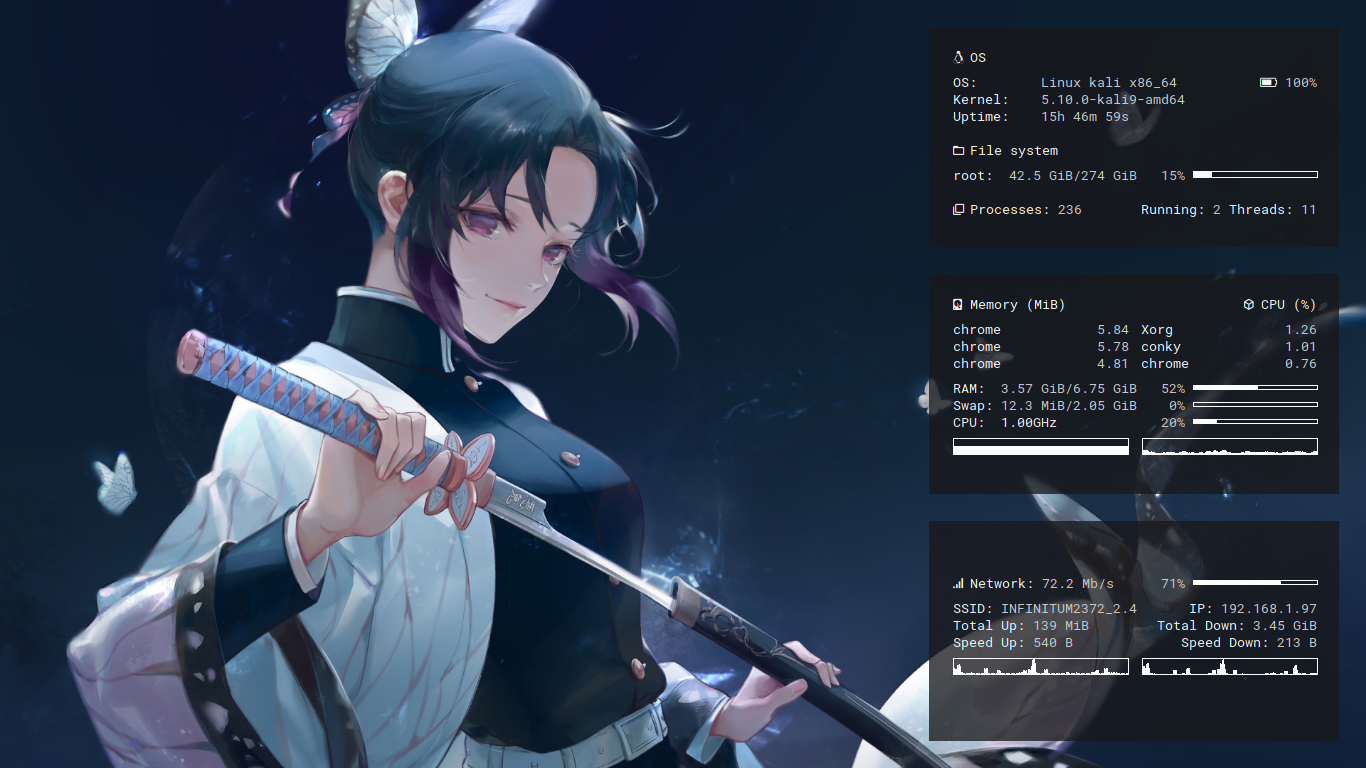 OS
OS: Linux kali x86_64 100%
Kernel: 5.10.0-kali9-amd64
Uptime: 15h 46m 59s
File system
root: 42.5 GiB/274 GiB 15%
Processes: 236 Running: 2 Threads: 11
Memory (MiB) CPU (%)
chrome 5.84 Xorg 1.26
chrome 5.78 conky 1.01
chrome 4.81 chrome 0.76
RAM: 3.57 GiB/6.75 GiB 52%
Swap: 12.3 MiB/2.05 GiB 0%
CPU: 1.00GHz 20%
Network: 72.2 Mb/s 71%
SSID: INFINITUM2372_2.4 IP: 192.168.1.97
Total Up: 139 MiB Total Down: 3.45 GiB
Speed Up: 540 B Speed Down: 213 B